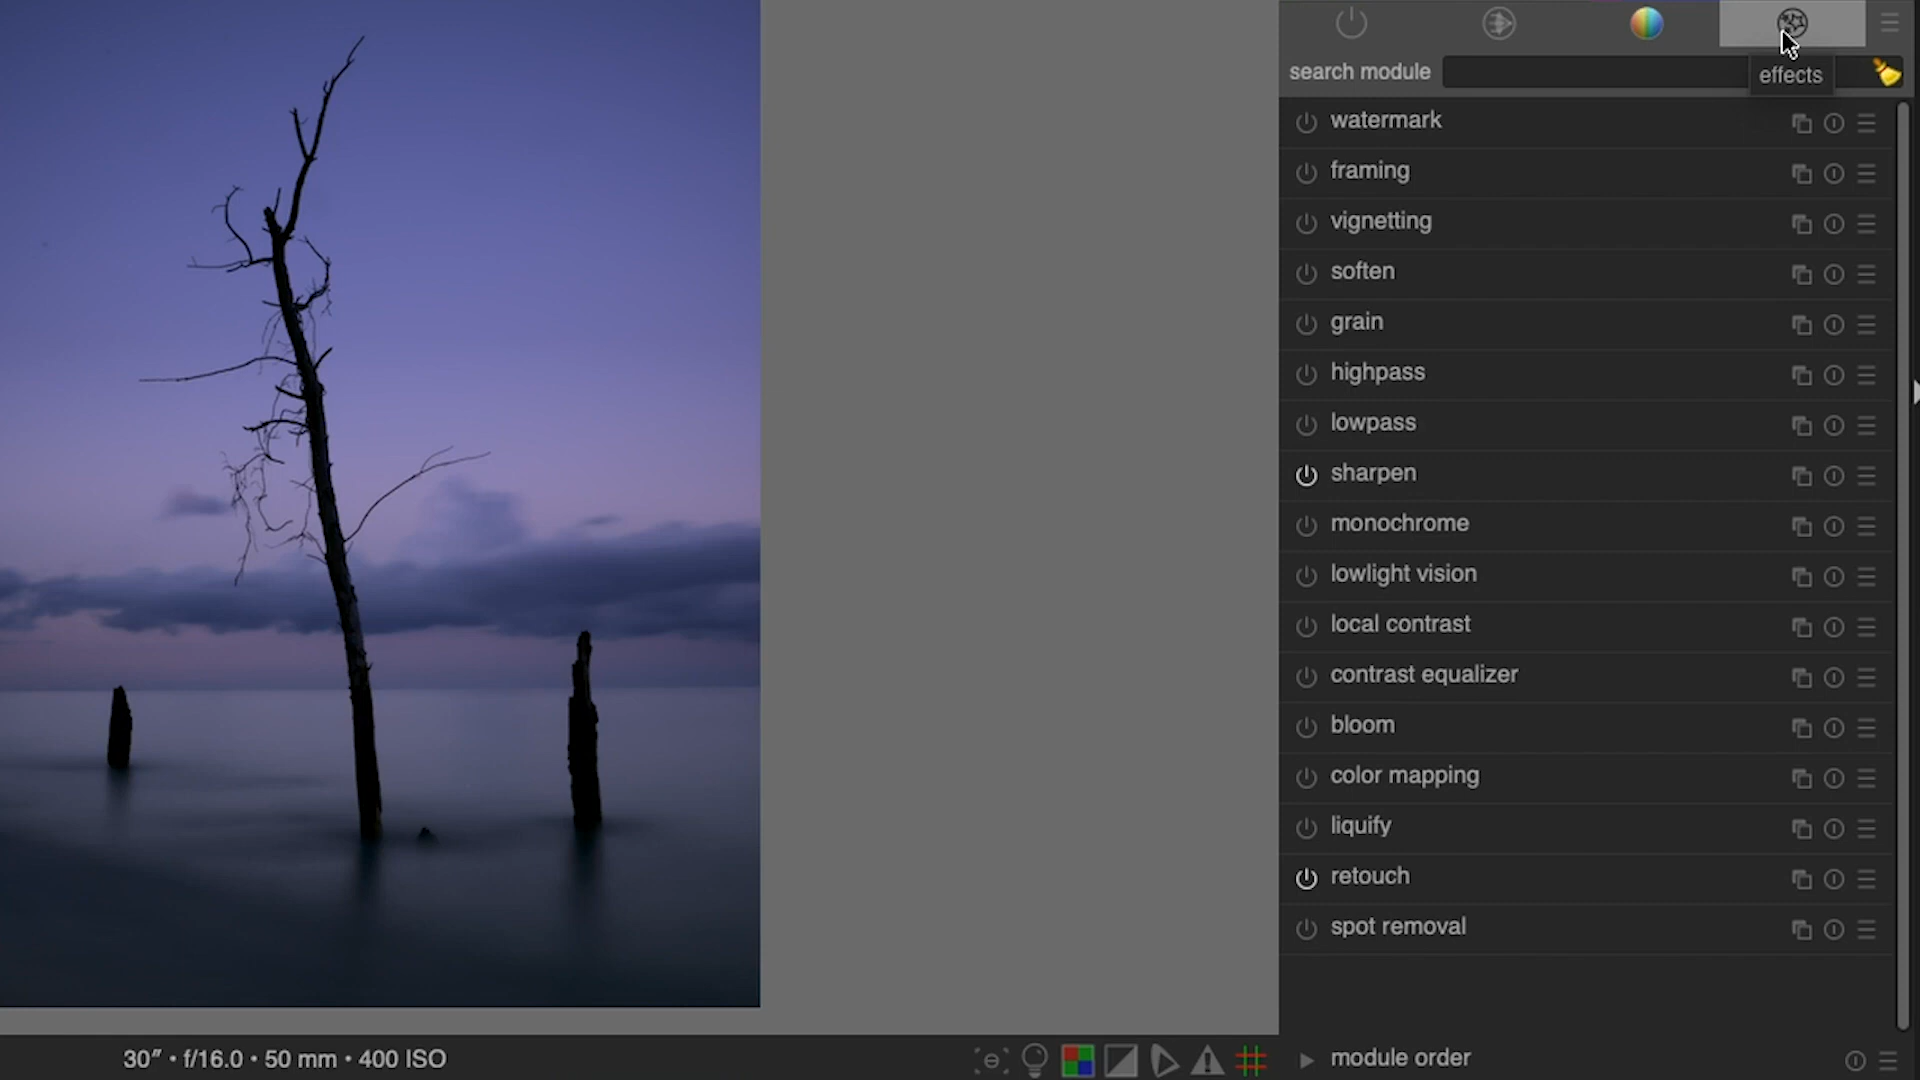 search module
effects
watermark
framing
vignetting
soften
grain
highpass
lowpass
sharpen
monochrome
lowlight vision
local contrast
contrast equalizer
bloom
color mapping
liquify
retouch
spot removal
30″ • f/16.0 • 50 mm • 400 ISO
module order